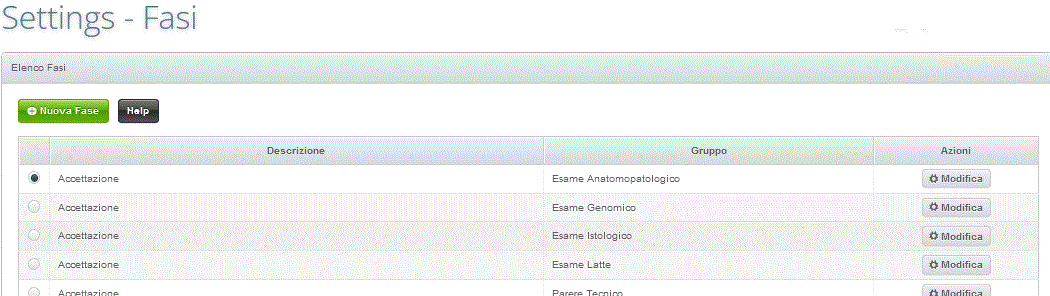 Settings - Fasi
Elenco Fasi
Nuova Fase Help
Descrizione Gruppo Azioni
Accettazione Esame Anatomopatologico Modifica
Accettazione Esame Genomico Modifica
Accettazione Esame Istologico Modifica
Accettazione Esame Latte Modifica
Accettazione Parere Tecnico Modifica